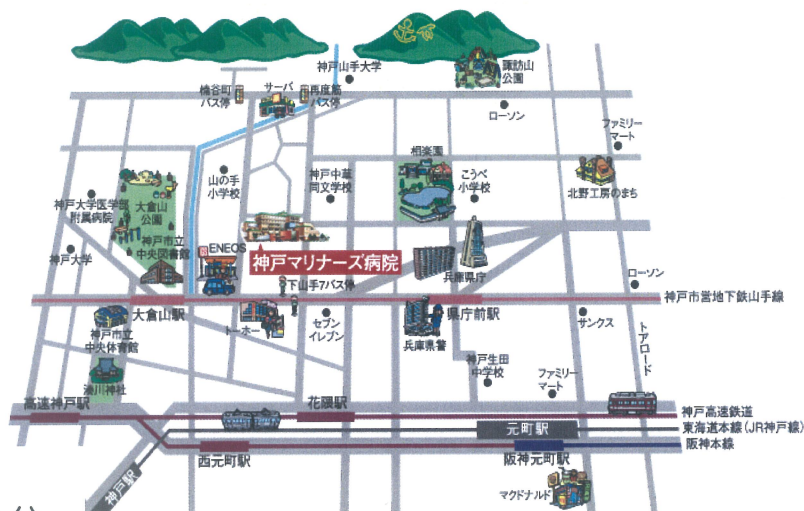 神戸山手大学
諏訪山
公園
楠谷町
バス停
サーバ
再度筋
バス停
ローソン
ファミリー
マート
相楽園
山の手
小学校
神戸中華
同文学校
こうべ
小学校
北野工房のまち
神戸大学医学部
附属病院
大倉山
公園
神戸市立
中央図書館
神戸大学
ENEOS
神戸マリナーズ病院
兵庫県庁
下山手7バス停
ローソン
神戸市営地下鉄山手線
大倉山駅
県庁前駅
トーホー
セブン
イレブン
サンクス
トアロード
神戸市立
中央体育館
兵庫県警
神戸生田
中学校
ファミリー
マート
湊川神社
高速神戸駅
花隈駅
神戸高速鉄道
元町駅
東海道本線(JR神戸線)
阪神本線
西元町駅
阪神元町駅
神戸駅
マクドナルド